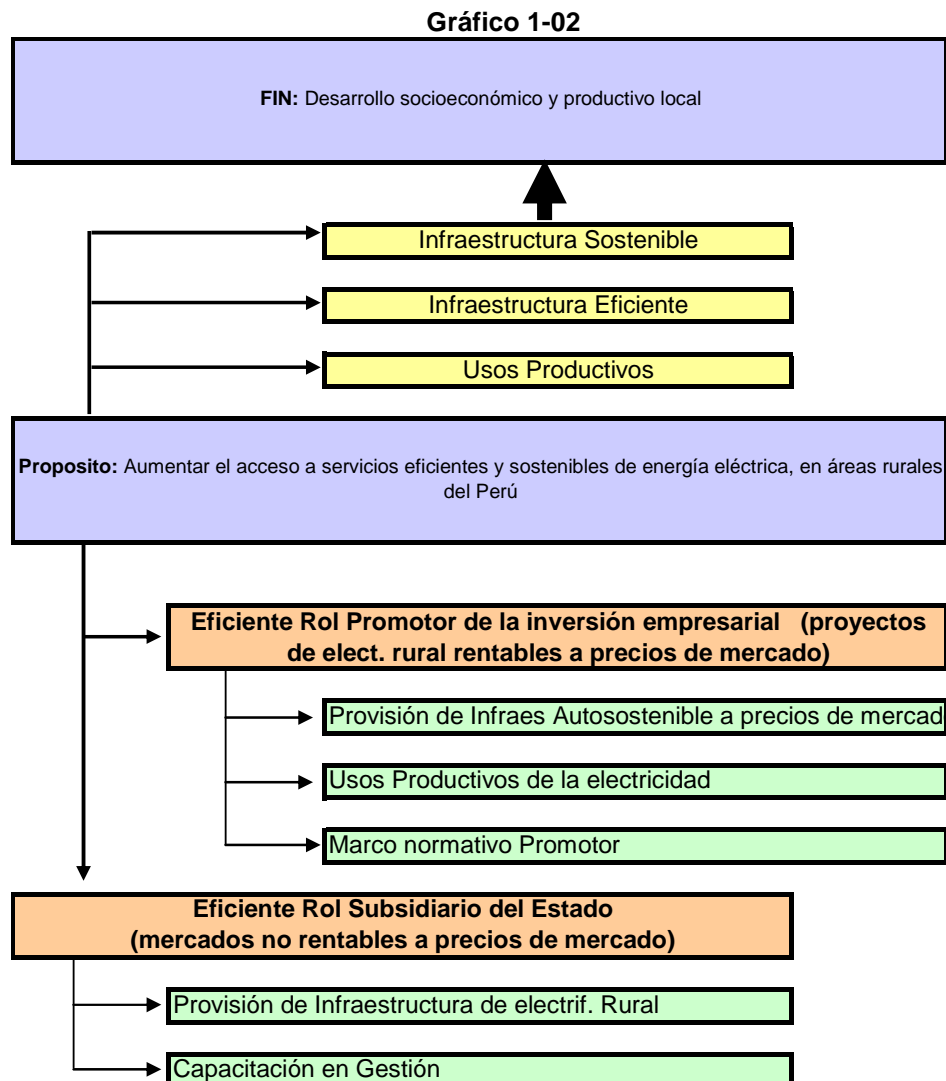 Gráfico 1-02
FIN: Desarrollo socioeconómico y productivo local
Infraestructura Sostenible
Infraestructura Eficiente
Usos Productivos
Proposito: Aumentar el acceso a servicios eficientes y sostenibles de energía eléctrica, en áreas rurales
del Perú
Eficiente Rol Promotor de la inversión empresarial (proyectos
de elect. rural rentables a precios de mercado)
Provisión de Infraes Autosostenible a precios de mercad
Usos Productivos de la electricidad
Marco normativo Promotor
Eficiente Rol Subsidiario del Estado
(mercados no rentables a precios de mercado)
Provisión de Infraestructura de electrif. Rural
Capacitación en Gestión